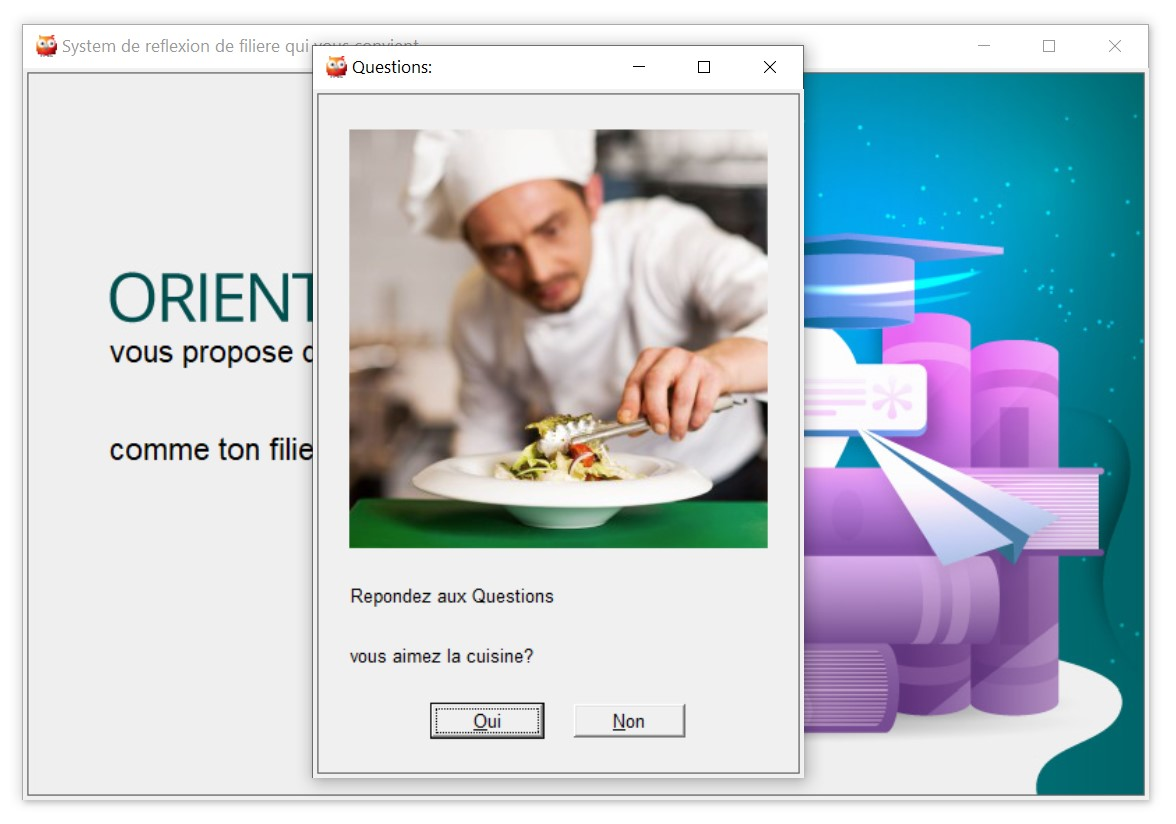 System de reflexion de filiere qui vous convient
Questions:
ORIENT
vous propose
comme ton filie
Repondez aux Questions
vous aimez la cuisine?
Oui
Non